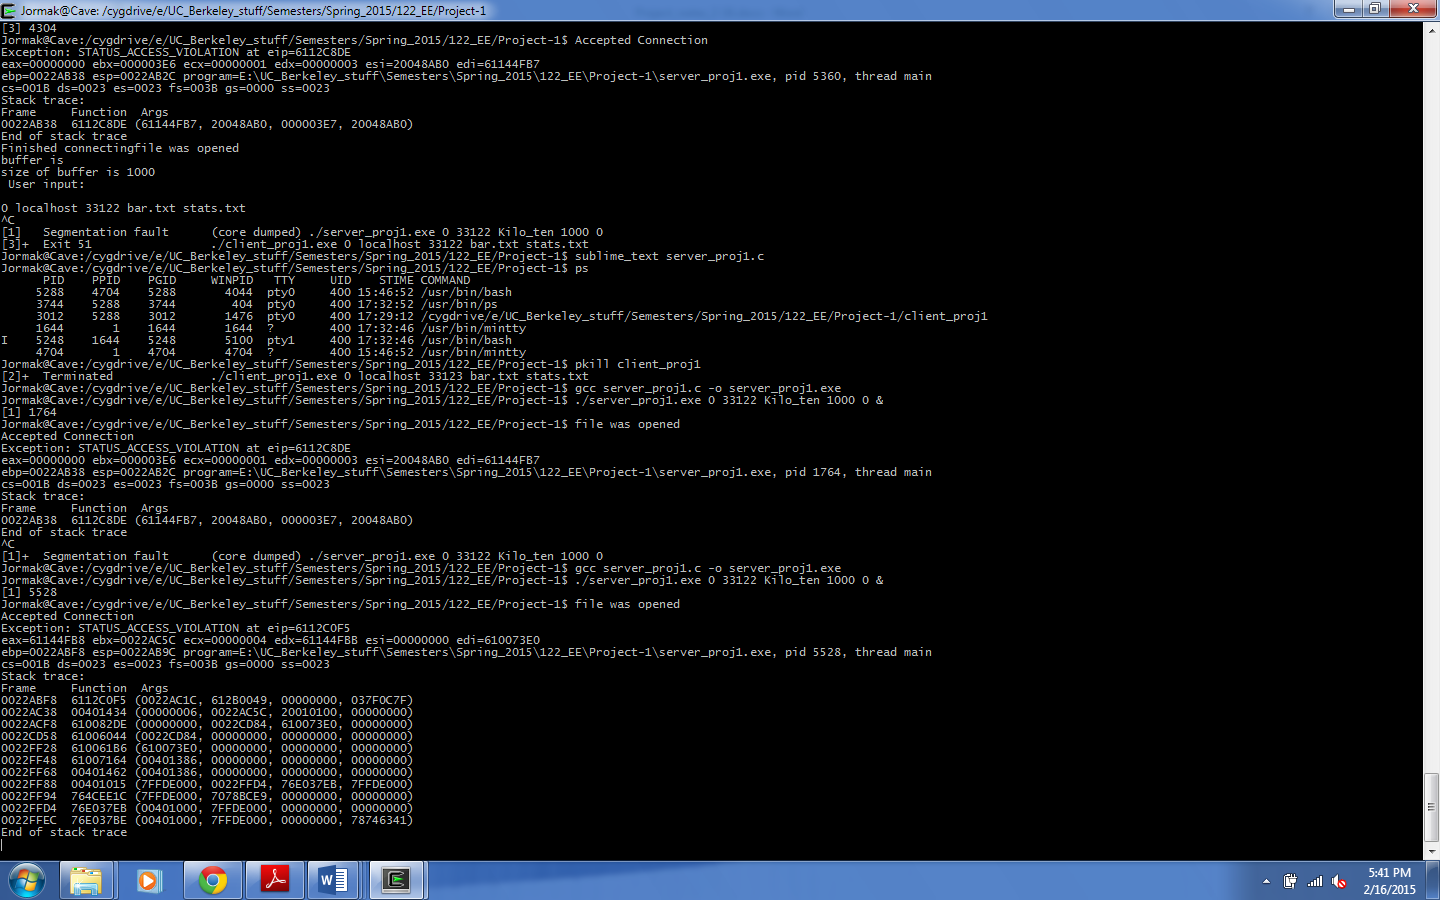 Jormak@Cave: /cygdrive/e/UC_Berkeley_stuff/Semesters/Spring_2015/122_EE/Project-1
[3] 4304
Jormak@Cave:/cygdrive/e/UC_Berkeley_stuff/Semesters/Spring_2015/122_EE/Project-1$ Accepted Connection
Exception: STATUS_ACCESS_VIOLATION at eip=6112C8DE
eax=00000000 ebx=000003E6 ecx=00000001 edx=00000003 esi=20048AB0 edi=61144FB7
ebp=0022AB38 esp=0022AB2C program=E:\UC_Berkeley_stuff\Semesters\Spring_2015\122_EE\Project-1\server_proj1.exe, pid 5360, thread main
cs=001B ds=0023 es=0023 fs=003B gs=0000 ss=0023
Stack trace:
Frame     Function  Args
0022AB38  6112C8DE (61144FB7, 20048AB0, 000003E7, 20048AB0)
End of stack trace
Finished connectingfile was opened
buffer is
size of buffer is 1000
 User input:
0 localhost 33122 bar.txt stats.txt
^C
[1]   Segmentation fault      (core dumped) ./server_proj1.exe 0 33122 Kilo_ten 1000 0
[3]+  Exit 51                 ./client_proj1.exe 0 localhost 33122 bar.txt stats.txt
Jormak@Cave:/cygdrive/e/UC_Berkeley_stuff/Semesters/Spring_2015/122_EE/Project-1$ sublime_text server_proj1.c
Jormak@Cave:/cygdrive/e/UC_Berkeley_stuff/Semesters/Spring_2015/122_EE/Project-1$ ps
      PID    PPID    PGID     WINPID   TTY     UID    STIME COMMAND
     5288    4704    5288       4044  pty0     400 15:46:52 /usr/bin/bash
     3744    5288    3744        404  pty0     400 17:32:52 /usr/bin/ps
     3012    5288    3012       1476  pty0     400 17:29:12 /cygdrive/e/UC_Berkeley_stuff/Semesters/Spring_2015/122_EE/Project-1/client_proj1
     1644       1    1644       1644  ?        400 17:32:46 /usr/bin/mintty
I    5248    1644    5248       5100  pty1     400 17:32:46 /usr/bin/bash
     4704       1    4704       4704  ?        400 15:46:52 /usr/bin/mintty
Jormak@Cave:/cygdrive/e/UC_Berkeley_stuff/Semesters/Spring_2015/122_EE/Project-1$ pkill client_proj1
[2]+  Terminated              ./client_proj1.exe 0 localhost 33123 bar.txt stats.txt
Jormak@Cave:/cygdrive/e/UC_Berkeley_stuff/Semesters/Spring_2015/122_EE/Project-1$ gcc server_proj1.c -o server_proj1.exe
Jormak@Cave:/cygdrive/e/UC_Berkeley_stuff/Semesters/Spring_2015/122_EE/Project-1$ ./server_proj1.exe 0 33122 Kilo_ten 1000 0 &
[1] 1764
Jormak@Cave:/cygdrive/e/UC_Berkeley_stuff/Semesters/Spring_2015/122_EE/Project-1$ file was opened
Accepted Connection
Exception: STATUS_ACCESS_VIOLATION at eip=6112C8DE
eax=00000000 ebx=000003E6 ecx=00000001 edx=00000003 esi=20048AB0 edi=61144FB7
ebp=0022AB38 esp=0022AB2C program=E:\UC_Berkeley_stuff\Semesters\Spring_2015\122_EE\Project-1\server_proj1.exe, pid 1764, thread main
cs=001B ds=0023 es=0023 fs=003B gs=0000 ss=0023
Stack trace:
Frame     Function  Args
0022AB38  6112C8DE (61144FB7, 20048AB0, 000003E7, 20048AB0)
End of stack trace
^C
[1]+  Segmentation fault      (core dumped) ./server_proj1.exe 0 33122 Kilo_ten 1000 0
Jormak@Cave:/cygdrive/e/UC_Berkeley_stuff/Semesters/Spring_2015/122_EE/Project-1$ gcc server_proj1.c -o server_proj1.exe
Jormak@Cave:/cygdrive/e/UC_Berkeley_stuff/Semesters/Spring_2015/122_EE/Project-1$ ./server_proj1.exe 0 33122 Kilo_ten 1000 0 &
[1] 5528
Jormak@Cave:/cygdrive/e/UC_Berkeley_stuff/Semesters/Spring_2015/122_EE/Project-1$ file was opened
Accepted Connection
Exception: STATUS_ACCESS_VIOLATION at eip=6112C0F5
eax=61144FB8 ebx=0022AC5C ecx=00000004 edx=61144FBB esi=00000000 edi=610073E0
ebp=0022ABF8 esp=0022AB9C program=E:\UC_Berkeley_stuff\Semesters\Spring_2015\122_EE\Project-1\server_proj1.exe, pid 5528, thread main
cs=001B ds=0023 es=0023 fs=003B gs=0000 ss=0023
Stack trace:
Frame     Function  Args
0022ABF8  6112C0F5 (0022AC1C, 612B0049, 00000000, 037F0C7F)
0022AC38  00401434 (00000006, 0022AC5C, 20010100, 00000000)
0022ACF8  610082DE (00000000, 0022CD84, 610073E0, 00000000)
0022CD58  61006044 (0022CD84, 00000000, 00000000, 00000000)
0022FF28  610061B6 (610073E0, 00000000, 00000000, 00000000)
0022FF48  61007164 (00401386, 00000000, 00000000, 00000000)
0022FF68  00401462 (00401386, 00000000, 00000000, 00000000)
0022FF88  00401015 (7FFDE000, 0022FFD4, 76E037EB, 7FFDE000)
0022FF94  764CEE1C (7FFDE000, 7078BCE9, 00000000, 00000000)
0022FFD4  76E037EB (00401000, 7FFDE000, 00000000, 00000000)
0022FFEC  76E037BE (00401000, 7FFDE000, 00000000, 78746341)
End of stack trace
5:41 PM
2/16/2015